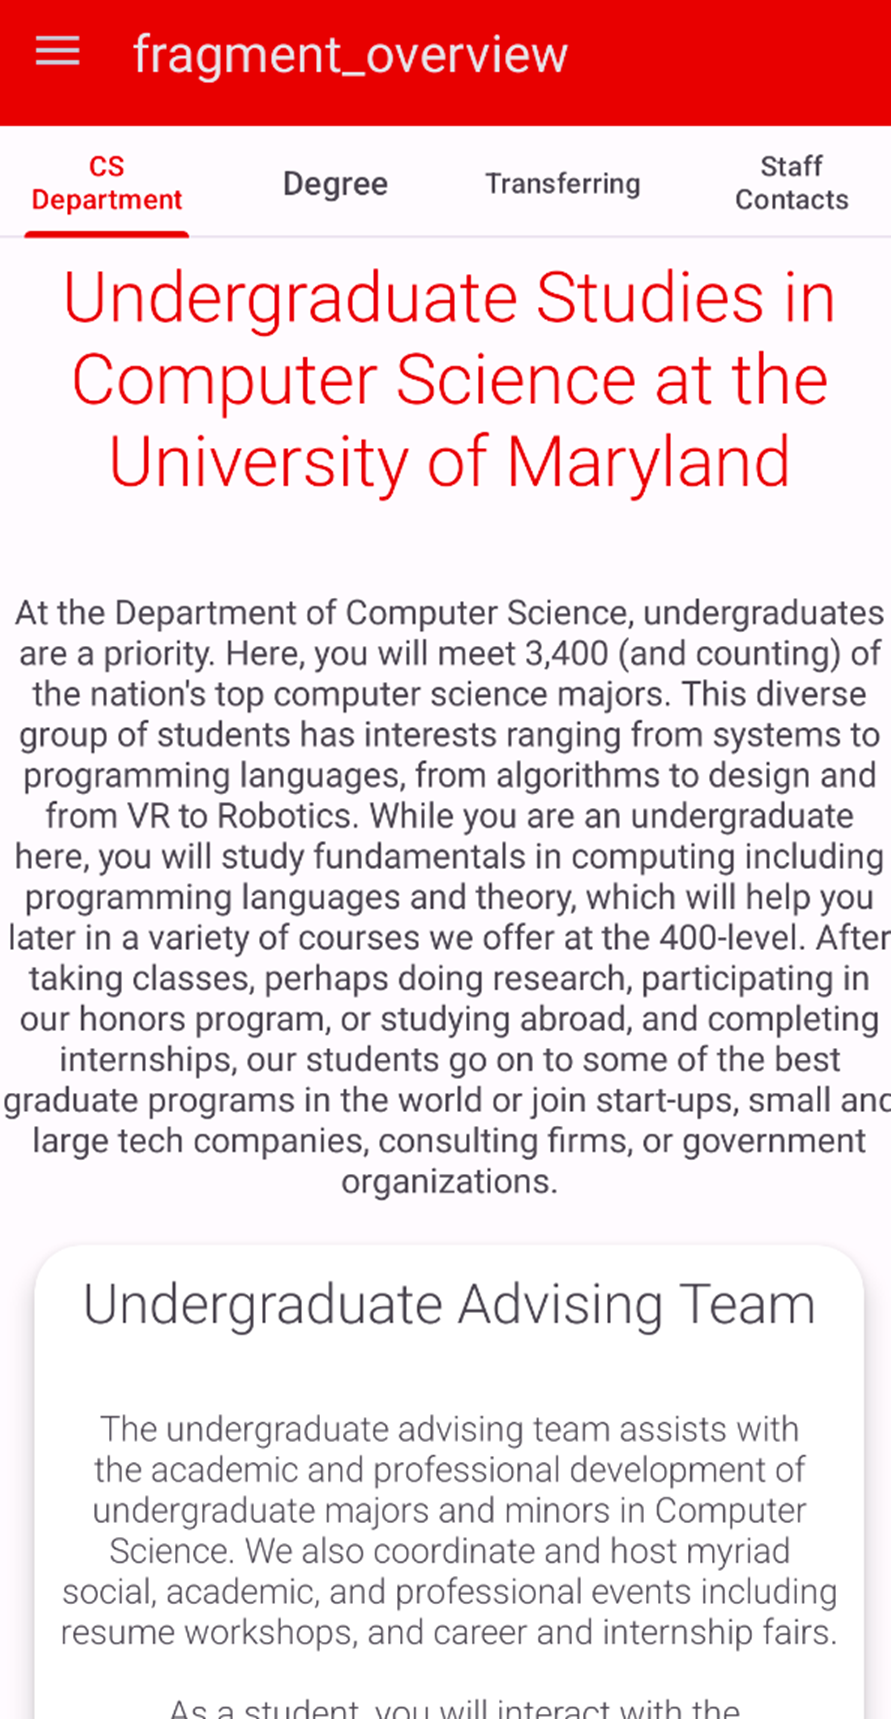 fragment_overview
CS
Department
Degree
Transferring
Staff
Contacts
Undergraduate Studies in
Computer Science at the
University of Maryland
At the Department of Computer Science, undergraduates
are a priority. Here, you will meet 3,400 (and counting) of
the nation's top computer science majors. This diverse
group of students has interests ranging from systems to
programming languages, from algorithms to design and
from VR to Robotics. While you are an undergraduate
here, you will study fundamentals in computing including
programming languages and theory, which will help you
later in a variety of courses we offer at the 400-level. After
taking classes, perhaps doing research, participating in
our honors program, or studying abroad, and completing
internships, our students go on to some of the best
graduate programs in the world or join start-ups, small and
large tech companies, consulting firms, or government
organizations.
Undergraduate Advising Team
The undergraduate advising team assists with
the academic and professional development of
undergraduate majors and minors in Computer
Science. We also coordinate and host myriad
social, academic, and professional events including
resume workshops, and career and internship fairs.
As a student, you will interact with the